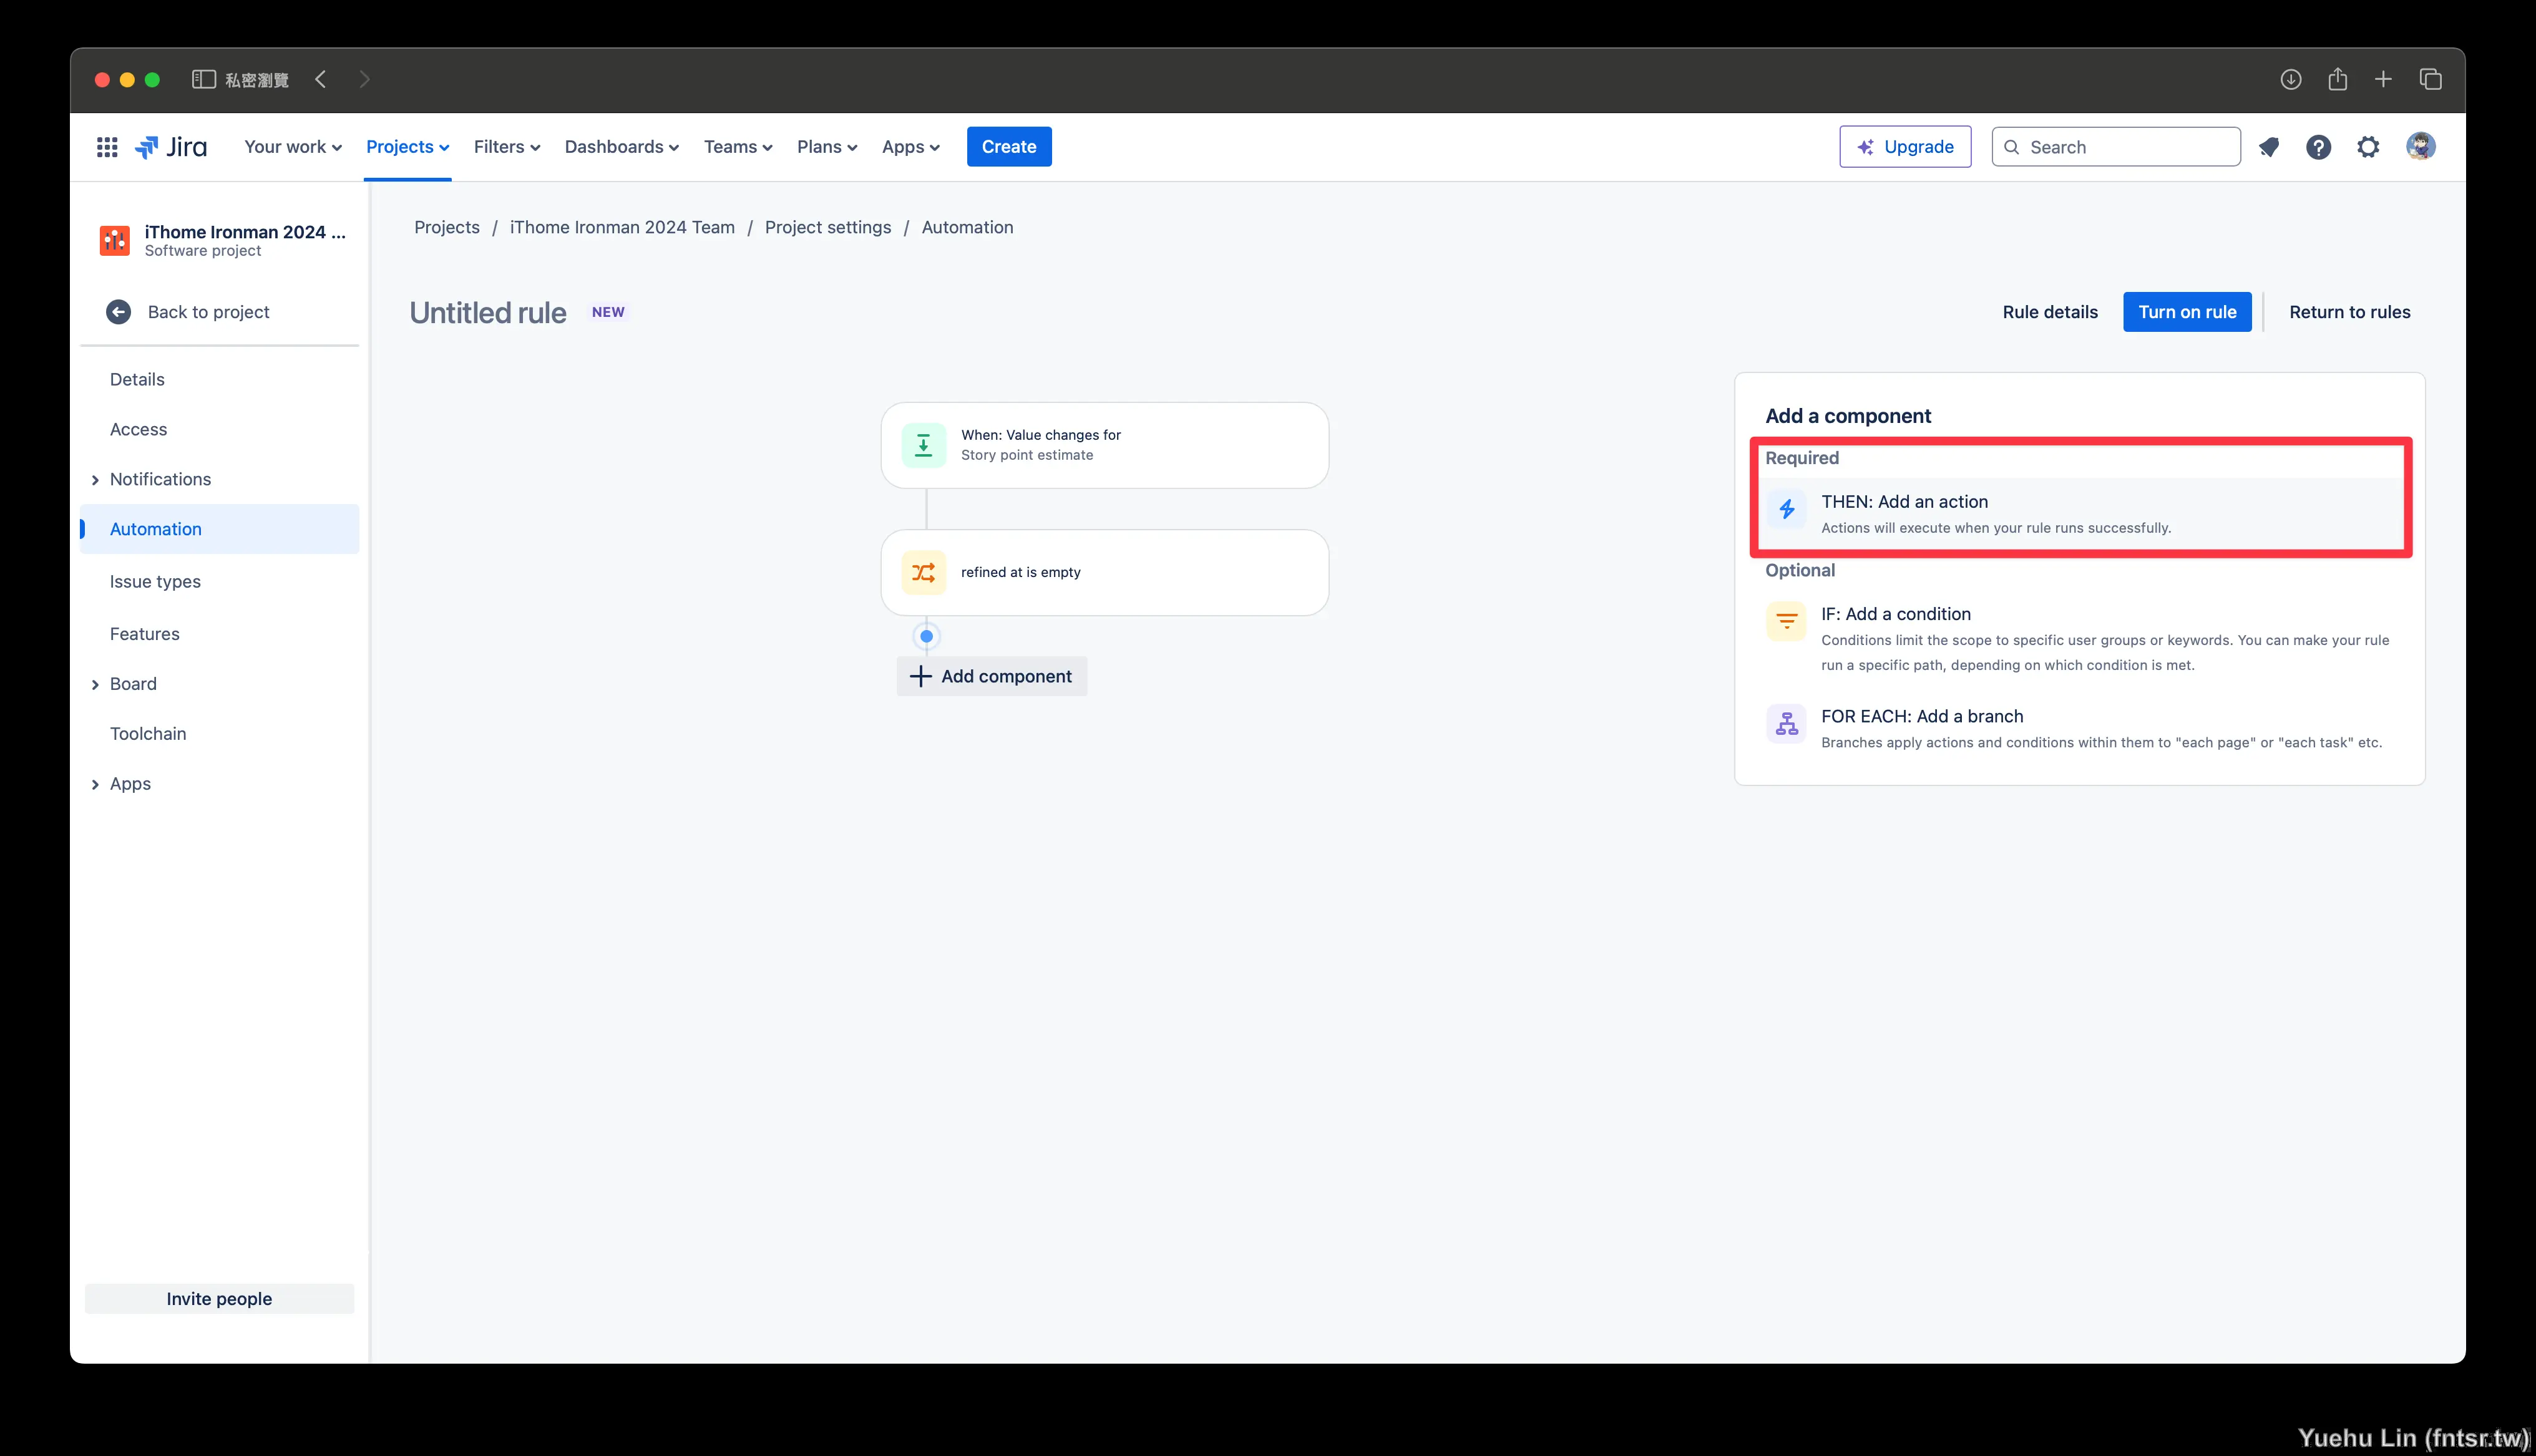 私密瀏覽
Jira
Your work
Projects
Filters
Dashboards
Teams
Plans
Apps
Create
Upgrade
Search
iThome Ironman 2024 ...
Software project
Back to project
Details
Access
Notifications
Automation
Issue types
Features
Board
Toolchain
Apps
Invite people
Projects / iThome Ironman 2024 Team / Project settings / Automation
Untitled rule NEW
Rule details
Turn on rule
Return to rules
When: Value changes for
Story point estimate
refined at is empty
Add component
Add a component
Required
THEN: Add an action
Actions will execute when your rule runs successfully.
Optional
IF: Add a condition
Conditions limit the scope to specific user groups or keywords. You can make your rule
run a specific path, depending on which condition is met.
FOR EACH: Add a branch
Branches apply actions and conditions within them to "each page" or "each task" etc.
Yuehu Lin (fntsr.tw)